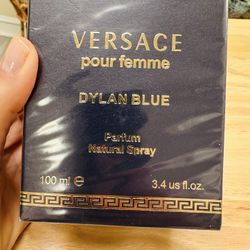 VERSACE
pour femme
DYLAN BLUE
Parfum
Natural Spray
100 ml ℮ 3.4 us fl.oz.